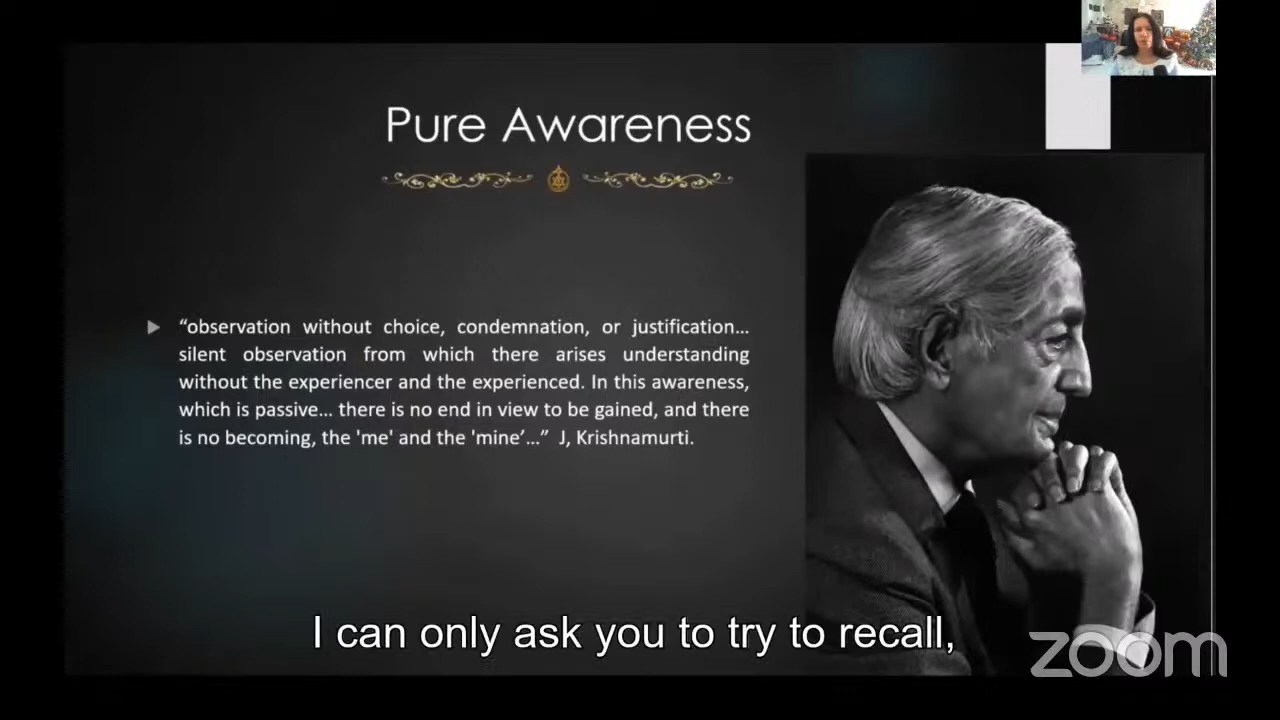 Pure Awareness
“observation without choice, condemnation, or justification...
silent observation from which there arises understanding
without the experiencer and the experienced. In this awareness,
which is passive... there is no end in view to be gained, and there
is no becoming, the 'me' and the 'mine’...” J, Krishnamurti.
I can only ask you to try to recall,
zoom